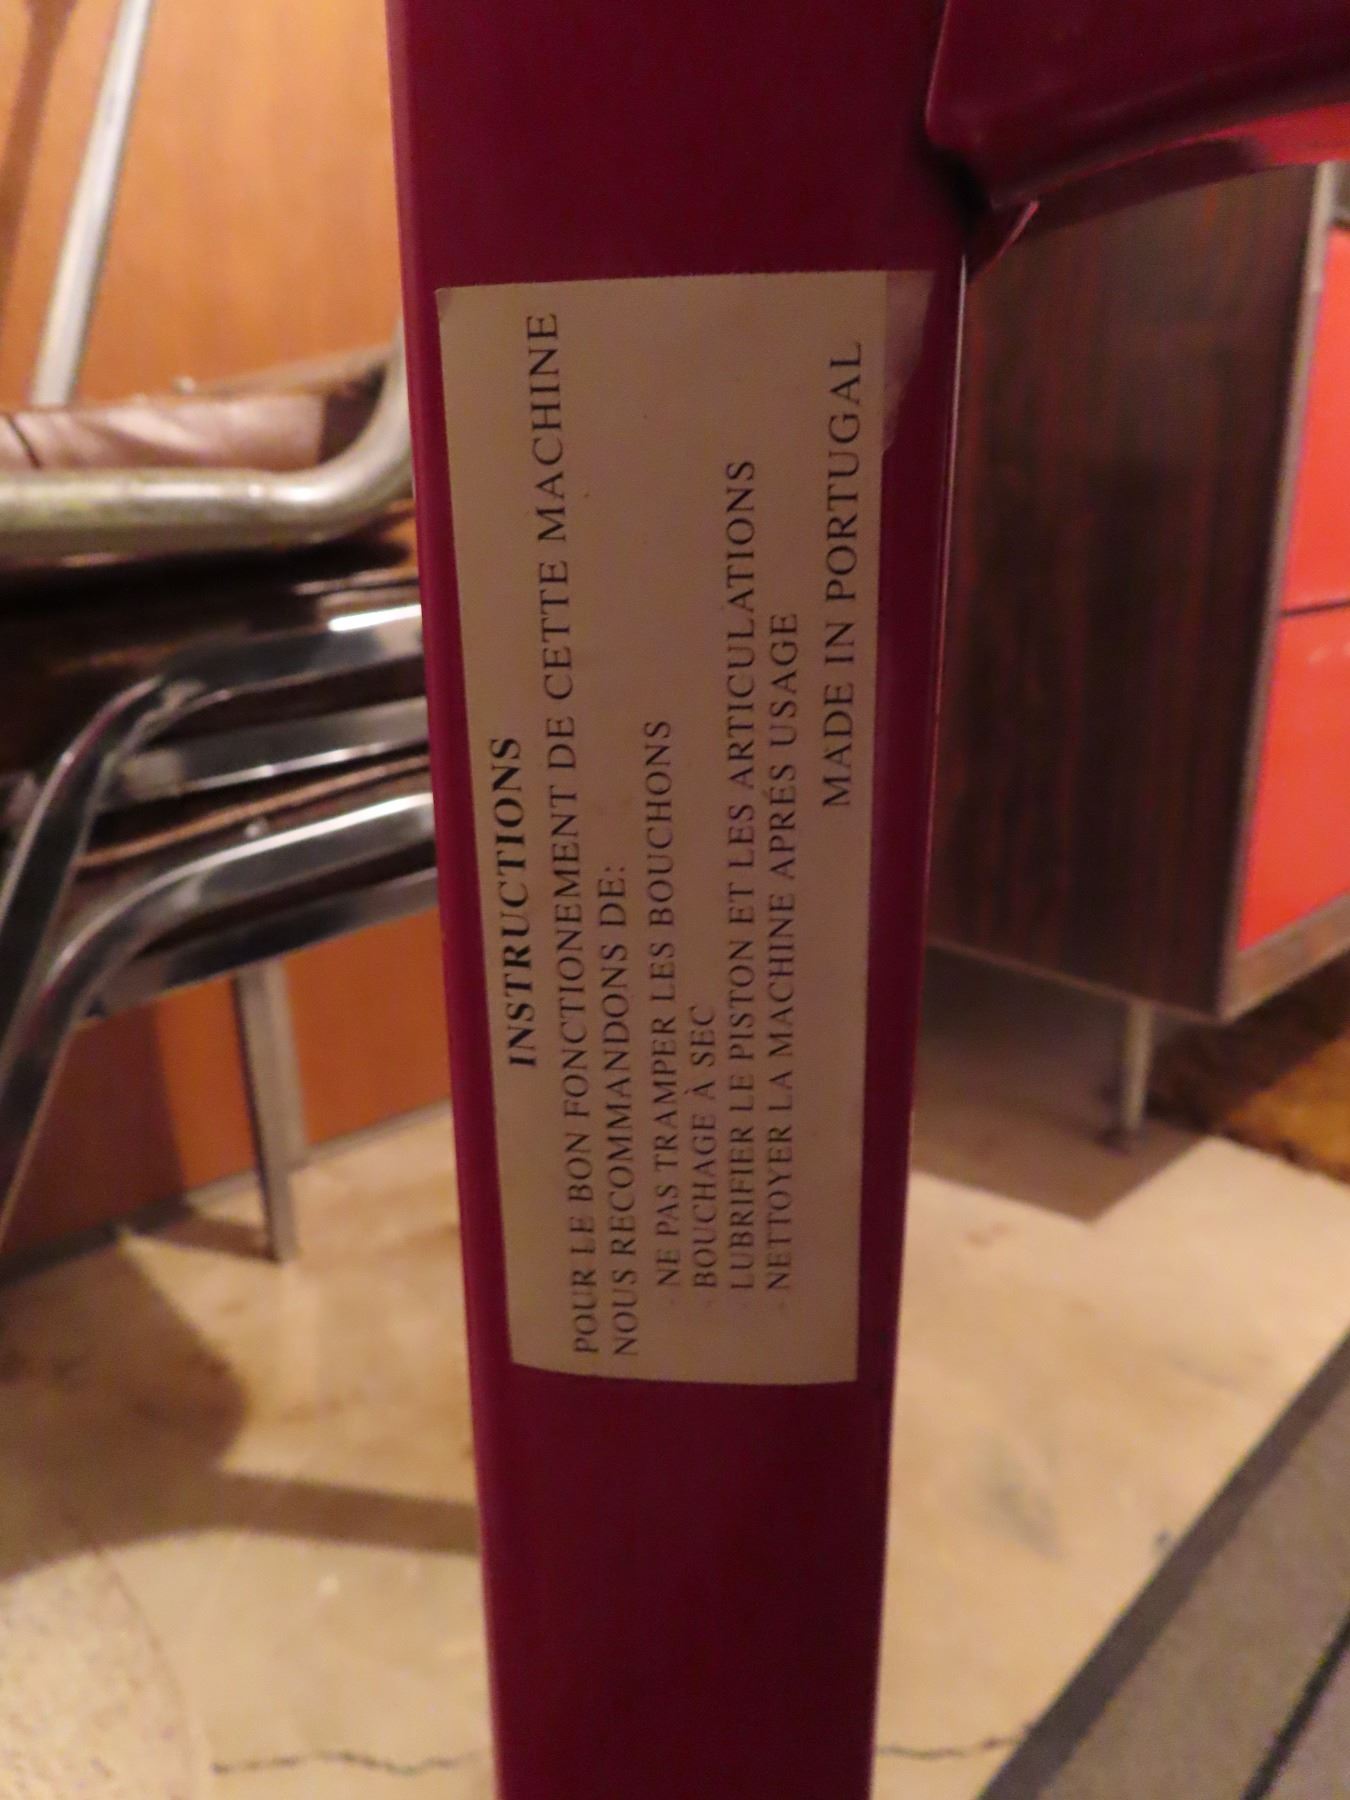 INSTRUCTIONS
POUR LE BON FONCTIONEMENT DE CETTE MACHINE
NOUS RECOMMANDONS DE:
· NE PAS TRAMPER LES BOUCHONS
· BOUCHAGE À SEC
· LUBRIFIER LE PISTON ET LES ARTICULATIONS
· NETTOYER LA MACHINE APRÉS USAGE
MADE IN PORTUGAL